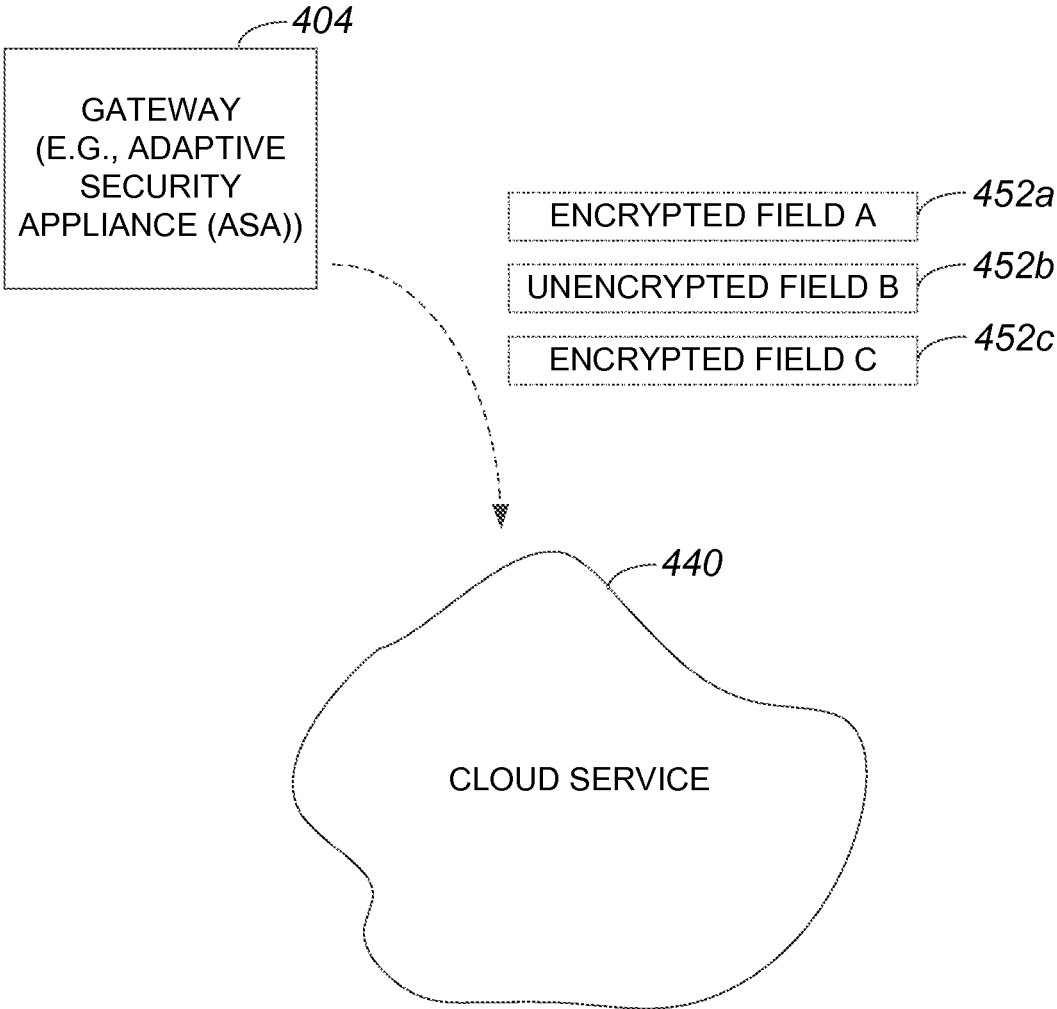 404
GATEWAY
(E.G., ADAPTIVE
SECURITY
APPLIANCE (ASA))
452a
ENCRYPTED FIELD A
452b
UNENCRYPTED FIELD B
452c
ENCRYPTED FIELD C
440
CLOUD SERVICE